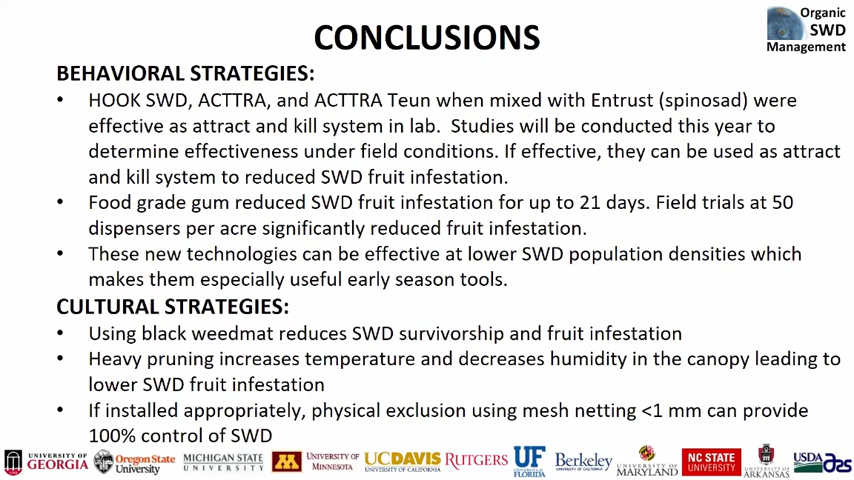 Organic
SWD
Management
CONCLUSIONS
BEHAVIORAL STRATEGIES:
• HOOK SWD, ACTTRA, and ACTTRA Teun when mixed with Entrust (spinosad) were
effective as attract and kill system in lab.  Studies will be conducted this year to
determine effectiveness under field conditions. If effective, they can be used as attract
and kill system to reduced SWD fruit infestation.
• Food grade gum reduced SWD fruit infestation for up to 21 days. Field trials at 50
dispensers per acre significantly reduced fruit infestation.
• These new technologies can be effective at lower SWD population densities which
makes them especially useful early season tools.
CULTURAL STRATEGIES:
• Using black weedmat reduces SWD survivorship and fruit infestation
• Heavy pruning increases temperature and decreases humidity in the canopy leading to
lower SWD fruit infestation
• If installed appropriately, physical exclusion using mesh netting <1 mm can provide
100% control of SWD
UNIVERSITY OF
GEORGIA
Oregon State
University
MICHIGAN STATE
UNIVERSITY
M
UNIVERSITY OF
MINNESOTA
UCDAVIS
UNIVERSITY OF CALIFORNIA
RUTGERS
UF
UNIVERSITY of
FLORIDA
Berkeley
UNIVERSITY OF CALIFORNIA
UNIVERSITY OF
MARYLAND
NC STATE
UNIVERSITY
UNIVERSITY OF
ARKANSAS
USDA
ars